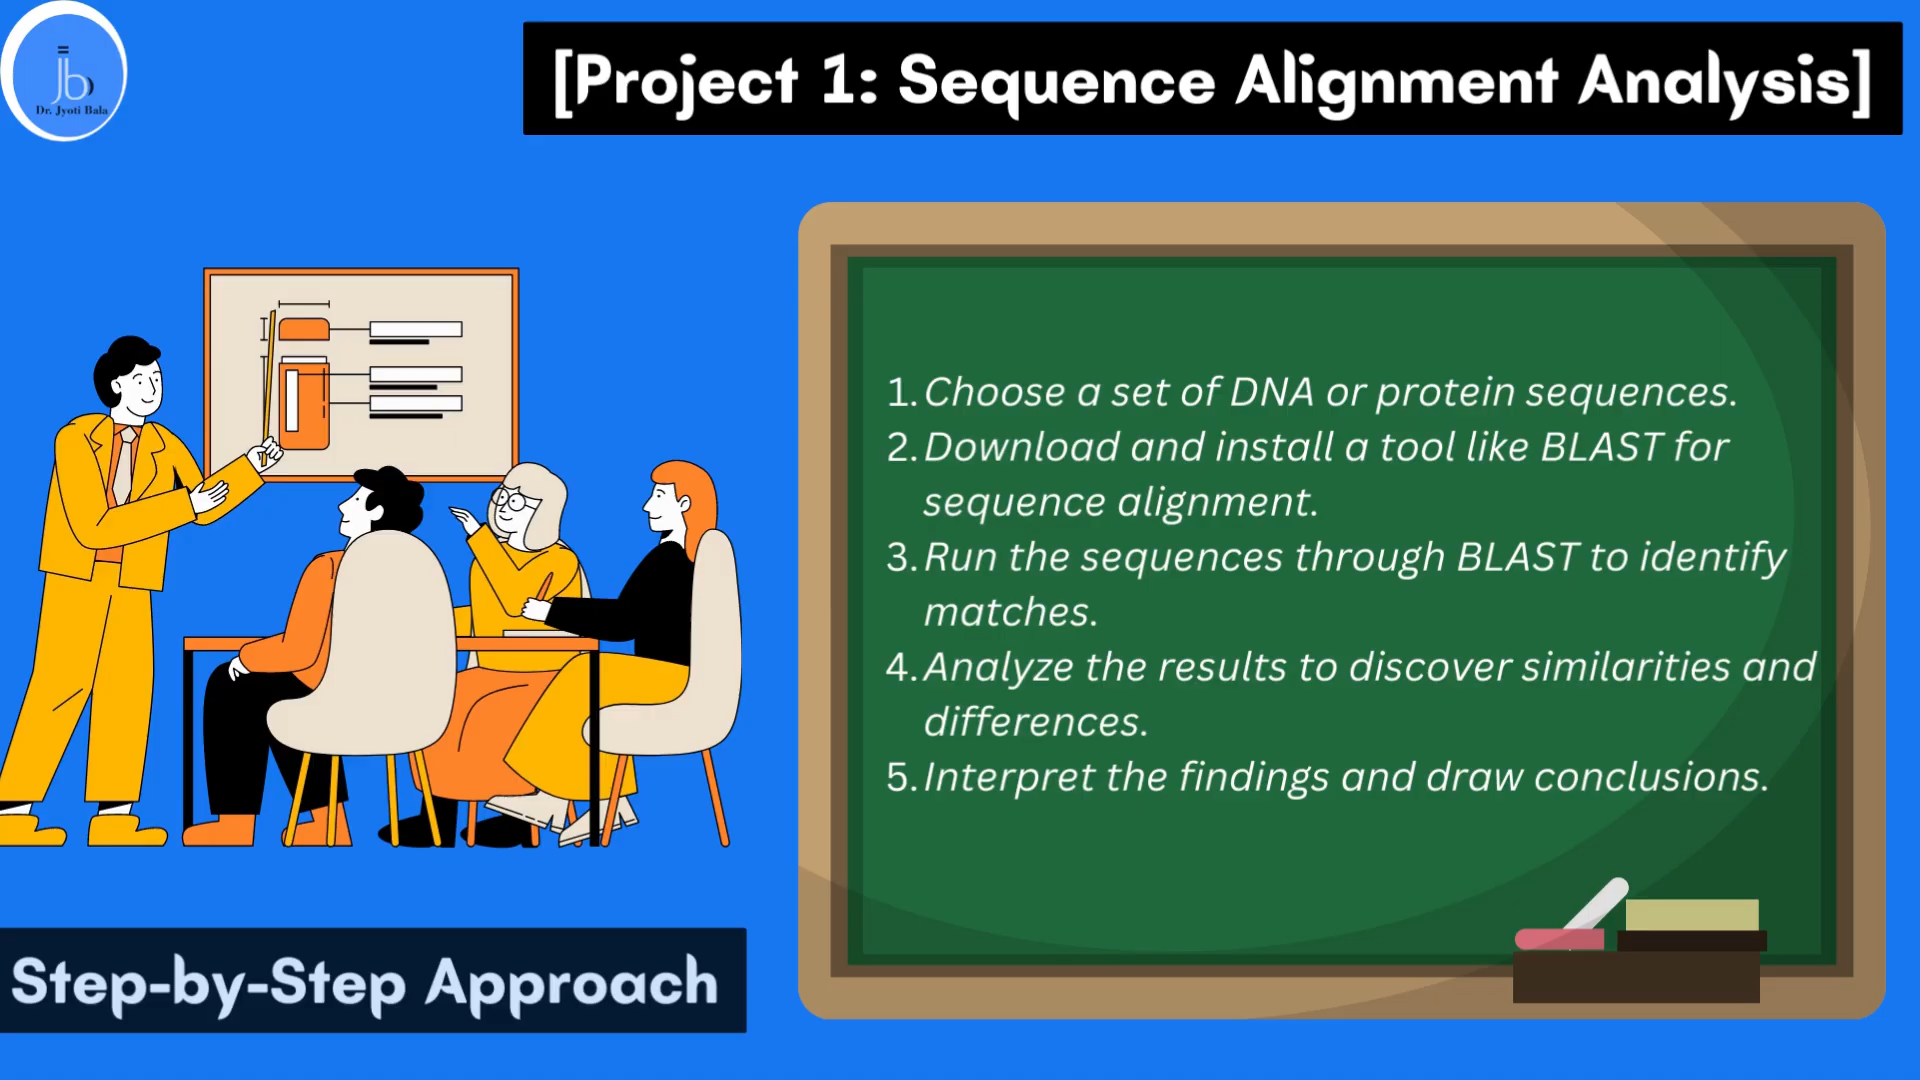 Dr. Jyoti Bala
[Project 1: Sequence Alignment Analysis]
1. Choose a set of DNA or protein sequences.
2. Download and install a tool like BLAST for
sequence alignment.
3. Run the sequences through BLAST to identify
matches.
4. Analyze the results to discover similarities and
differences.
5. Interpret the findings and draw conclusions.
Step-by-Step Approach